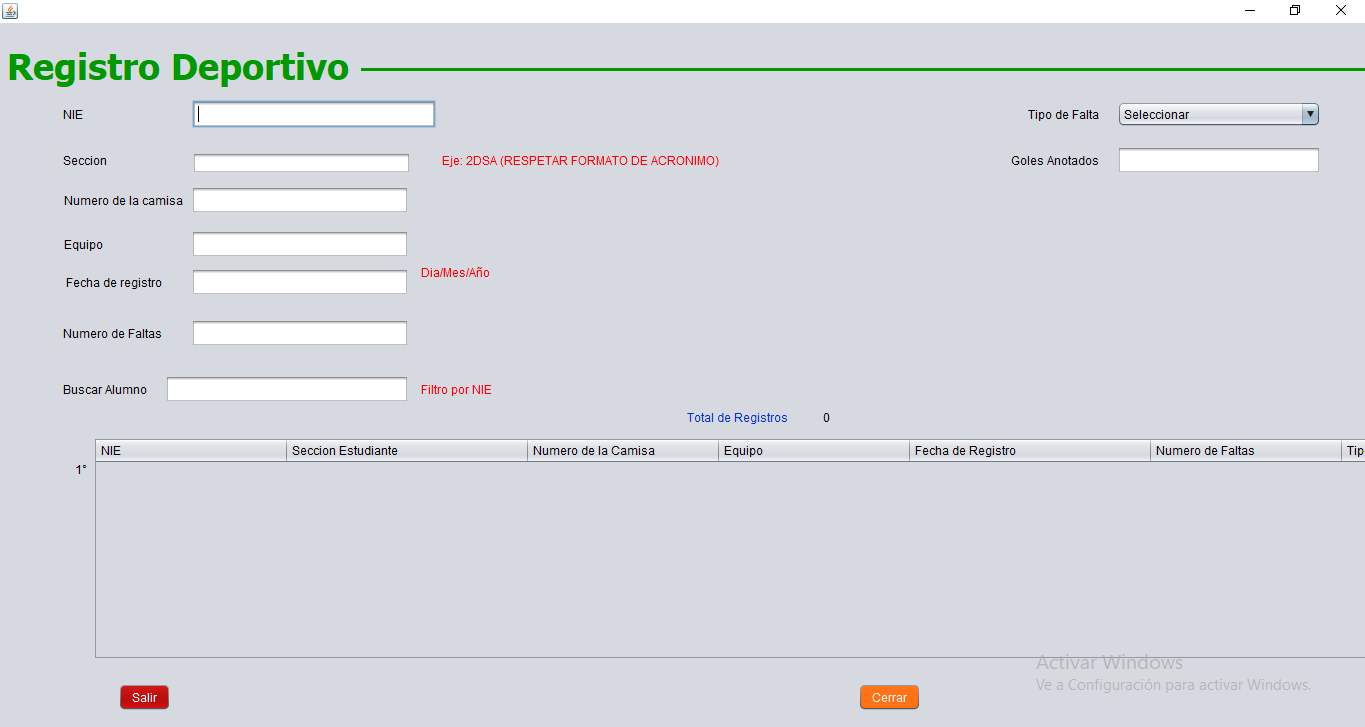 Registro Deportivo
NIE
Tipo de Falta Seleccionar
Seccion Eje: 2DSA (RESPETAR FORMATO DE ACRONIMO)
Goles Anotados
Numero de la camisa
Equipo
Fecha de registro Dia/Mes/Año
Numero de Faltas
Buscar Alumno Filtro por NIE
Total de Registros 0
NIE Seccion Estudiante Numero de la Camisa Equipo Fecha de Registro Numero de Faltas Tip
1°
Activar Windows
Ve a Configuración para activar Windows.
Salir Cerrar